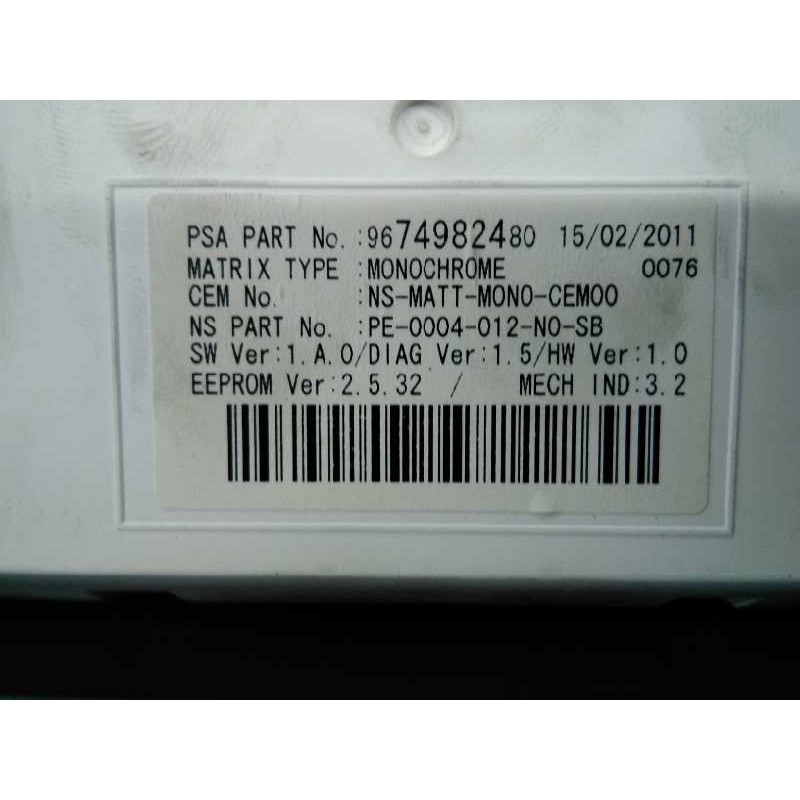 PSA PART No.:9674982480 15/02/2011
MATRIX TYPE :MONOCHROME 0076
CEM No. :NS-MATT-MONO-CEM00
NS PART No. :PE-0004-012-NO-SB
SW Ver:1.A.0/DIAG Ver:1.5/HW Ver:1.0
EEPROM Ver:2.5.32 / MECH IND:3.2